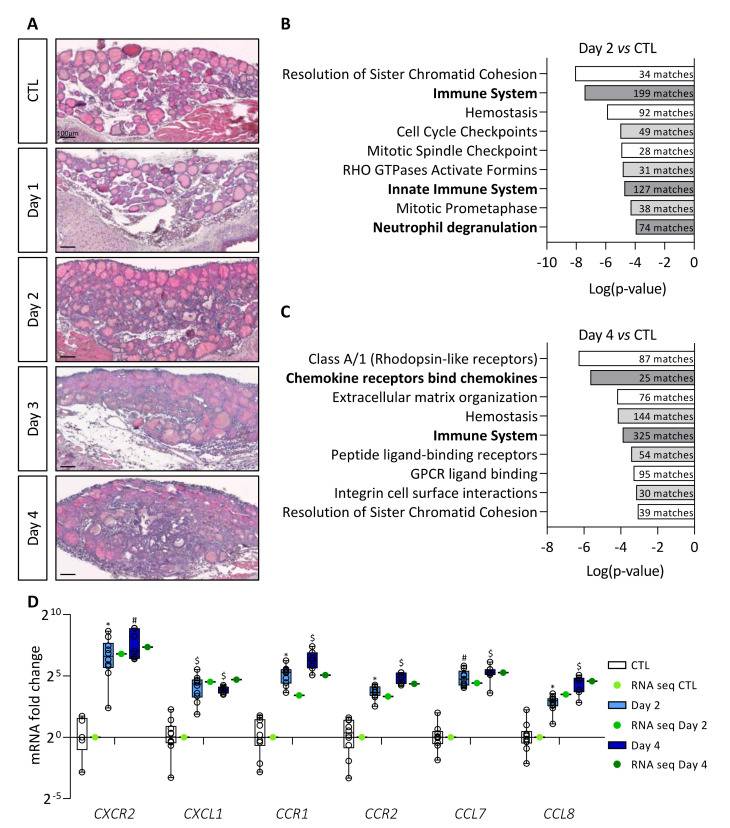 A
CTL
100µm
Day 1
Day 2
Day 3
Day 4
B
Day 2 vs CTL
Resolution of Sister Chromatid Cohesion 34 matches
Immune System 199 matches
Hemostasis 92 matches
Cell Cycle Checkpoints 49 matches
Mitotic Spindle Checkpoint 28 matches
RHO GTPases Activate Formins 31 matches
Innate Immune System 127 matches
Mitotic Prometaphase 38 matches
Neutrophil degranulation 74 matches
-10 -8 -6 -4 -2 0
Log(p-value)
C
Day 4 vs CTL
Class A/1 (Rhodopsin-like receptors) 87 matches
Chemokine receptors bind chemokines 25 matches
Extracellular matrix organization 76 matches
Hemostasis 144 matches
Immune System 325 matches
Peptide ligand-binding receptors 54 matches
GPCR ligand binding 95 matches
Integrin cell surface interactions 30 matches
Resolution of Sister Chromatid Cohesion 39 matches
-8 -6 -4 -2 0
Log(p-value)
D
mRNA fold change
2^10
2^5
2^0
2^-5
* # $ $ * $ * $ # $ * $
CXCR2 CXCL1 CCR1 CCR2 CCL7 CCL8
CTL
RNA seq CTL
Day 2
RNA seq Day 2
Day 4
RNA seq Day 4